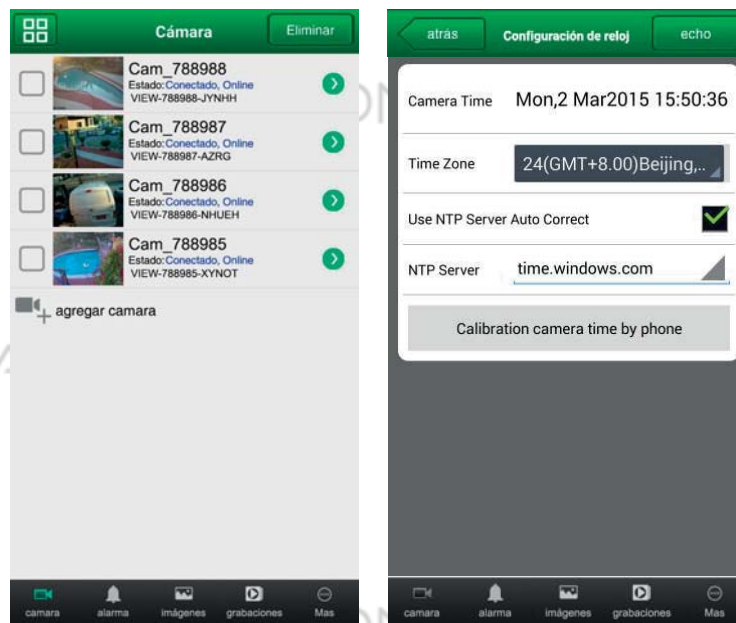 Cámara
Eliminar
Cam_788988
Estado:Conectado, Online
VIEW-788988-JYNHH
Cam_788987
Estado:Conectado, Online
VIEW-788987-AZRG
Cam_788986
Estado:Conectado, Online
VIEW-788986-NHUEH
Cam_788985
Estado:Conectado, Online
VIEW-788985-XYNOT
agregar camara
camara
alarma
imágenes
grabaciones
Mas
atrás
Configuración de reloj
echo
Camera Time
Mon,2 Mar2015 15:50:36
Time Zone
24(GMT+8.00)Beijing,..
Use NTP Server Auto Correct
NTP Server
time.windows.com
Calibration camera time by phone
camara
alarma
imágenes
grabaciones
Mas